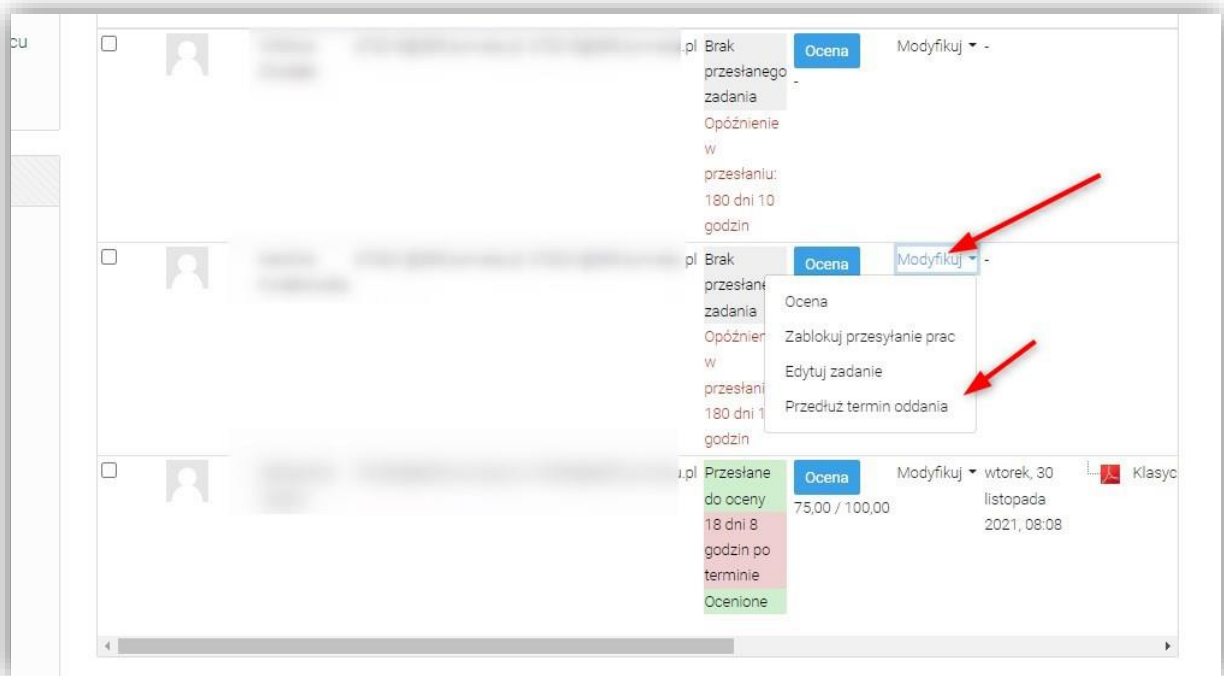 cu
.pl Brak Ocena Modyfikuj -
przesłanego
-
zadania
Opóźnienie
w
przesłaniu:
180 dni 10
godzin
pl Brak Ocena Modyfikuj -
przesłane
zadania
Opóźnien
w
przesłani
180 dni 1
godzin
Ocena
Zablokuj przesyłanie prac
Edytuj zadanie
Przedłuż termin oddania
u.pl Przesłane Ocena Modyfikuj wtorek, 30 Klasyc
do oceny 75,00 / 100,00 listopada
18 dni 8 2021, 08:08
godzin po
terminie
Ocenione